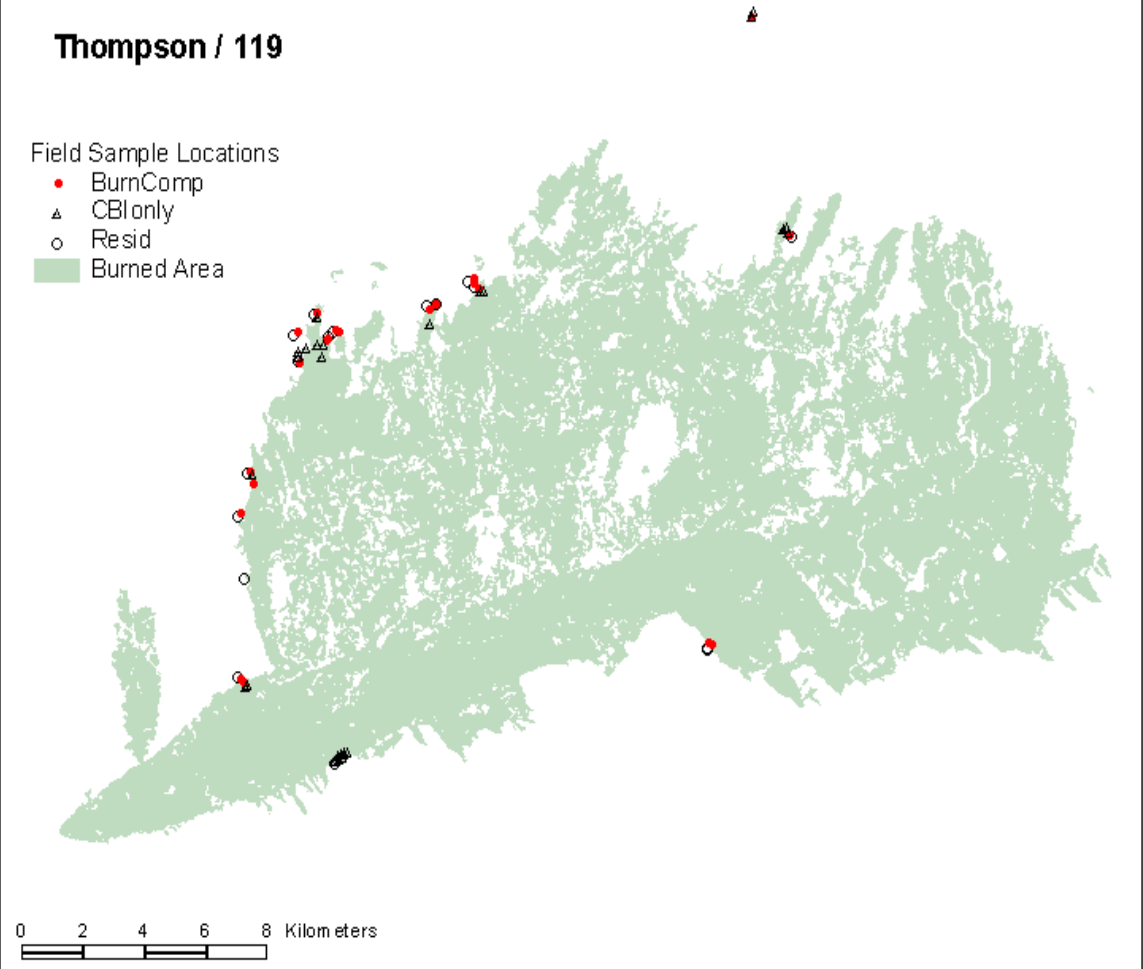 Thompson / 119
Field Sample Locations
BurnComp
CBIonly
Resid
Burned Area
0 2 4 6 8 Kilometers